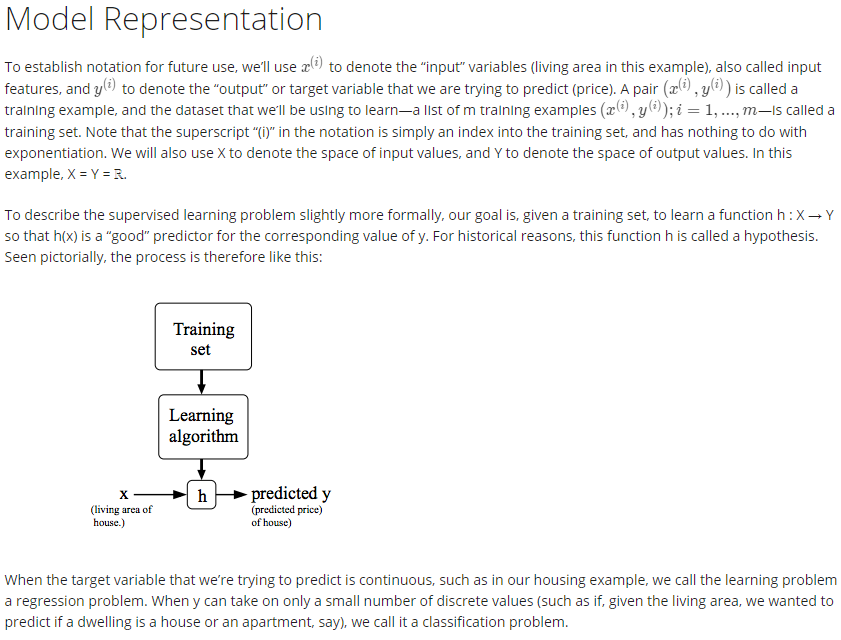 Model Representation
To establish notation for future use, we'll use x⁽ⁱ⁾ to denote the “input” variables (living area in this example), also called input
features, and y⁽ⁱ⁾ to denote the “output” or target variable that we are trying to predict (price). A pair (x⁽ⁱ⁾, y⁽ⁱ⁾) is called a
training example, and the dataset that we'll be using to learn—a list of m training examples (x⁽ⁱ⁾, y⁽ⁱ⁾); i = 1, ..., m—is called a
training set. Note that the superscript “(i)” in the notation is simply an index into the training set, and has nothing to do with
exponentiation. We will also use X to denote the space of input values, and Y to denote the space of output values. In this
example, X = Y = ℝ.
To describe the supervised learning problem slightly more formally, our goal is, given a training set, to learn a function h : X → Y
so that h(x) is a “good” predictor for the corresponding value of y. For historical reasons, this function h is called a hypothesis.
Seen pictorially, the process is therefore like this:
Training
set
Learning
algorithm
x h predicted y
(living area of (predicted price)
house.) of house)
When the target variable that we're trying to predict is continuous, such as in our housing example, we call the learning problem
a regression problem. When y can take on only a small number of discrete values (such as if, given the living area, we wanted to
predict if a dwelling is a house or an apartment, say), we call it a classification problem.